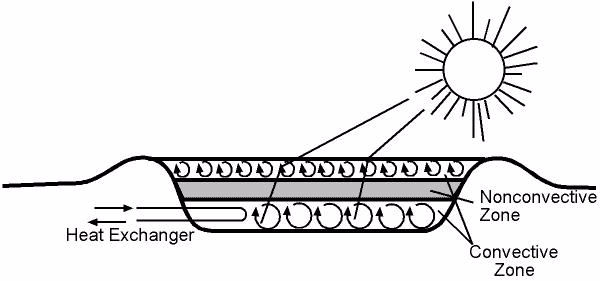 Nonconvective
Zone
Heat Exchanger
Convective
Zone